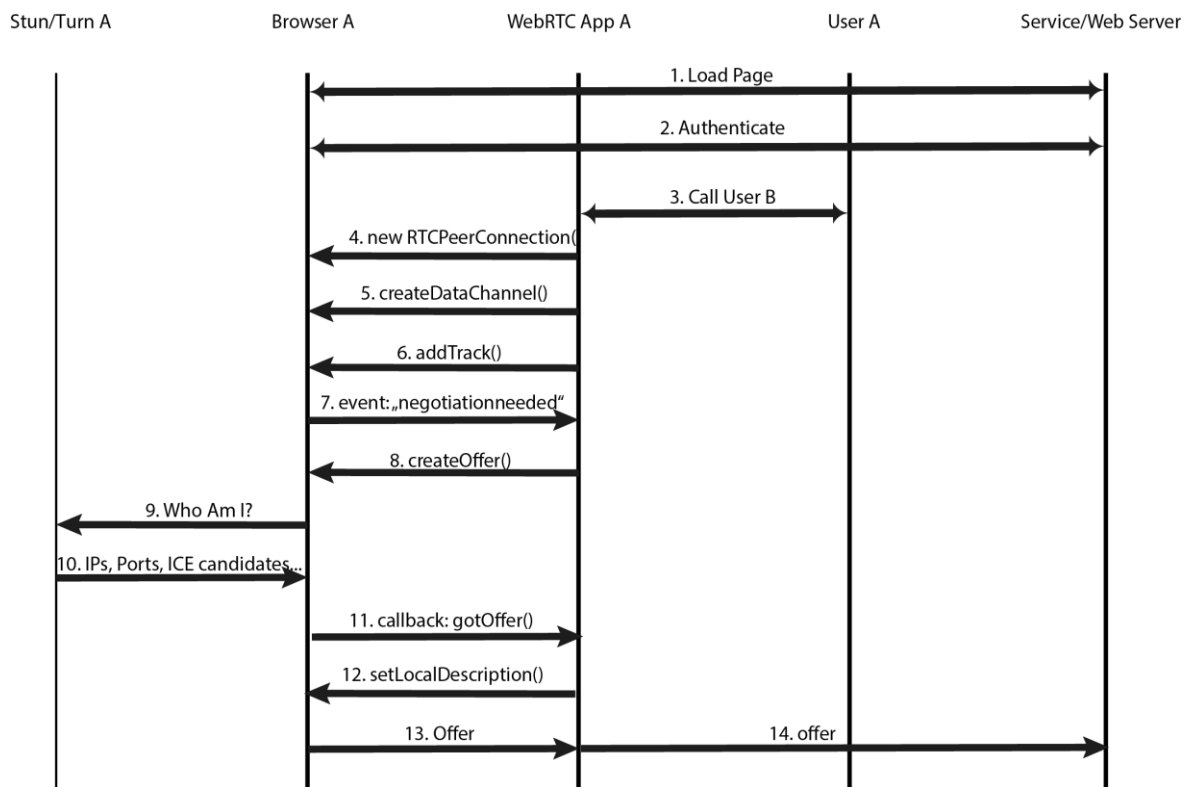 Stun/Turn A
Browser A
WebRTC App A
User A
Service/Web Server
1. Load Page
2. Authenticate
3. Call User B
4. new RTCPeerConnection(
5. createDataChannel()
6. addTrack()
7. event:„negotiationneeded“
8. createOffer()
9. Who Am I?
10. IPs, Ports, ICE candidates...
11. callback: gotOffer()
12. setLocalDescription()
13. Offer
14. offer